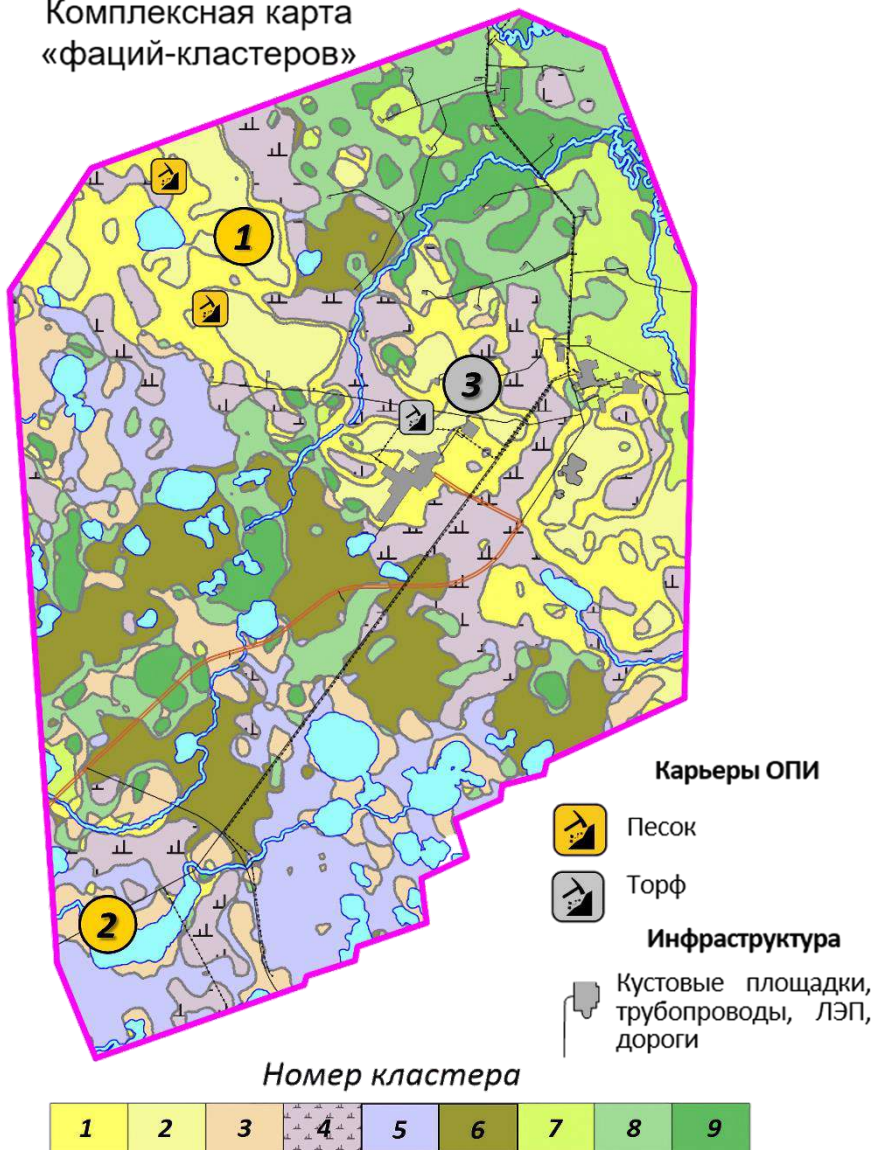 Комплексная карта
«фаций-кластеров»
1
3
2
Карьеры ОПИ
Песок
Торф
Инфраструктура
Кустовые площадки,
трубопроводы, ЛЭП,
дороги
Номер кластера
1 2 3 4 5 6 7 8 9